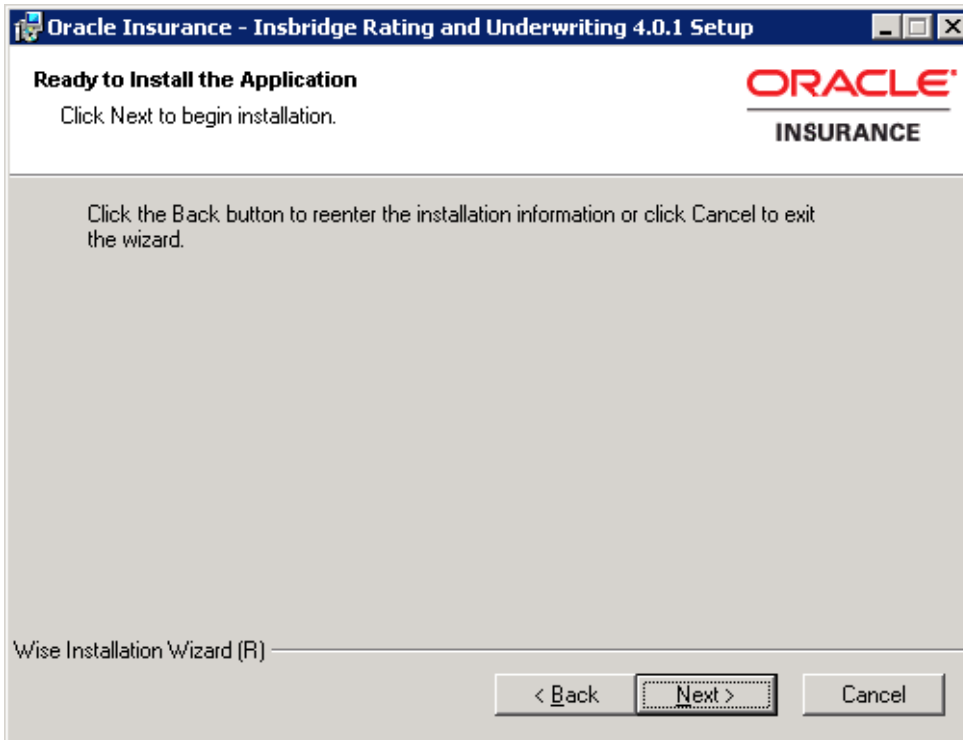 Oracle Insurance - Insbridge Rating and Underwriting 4.0.1 Setup
Ready to Install the Application
Click Next to begin installation.
ORACLE
INSURANCE
Click the Back button to reenter the installation information or click Cancel to exit
the wizard.
Wise Installation Wizard (R)
< Back
Next >
Cancel